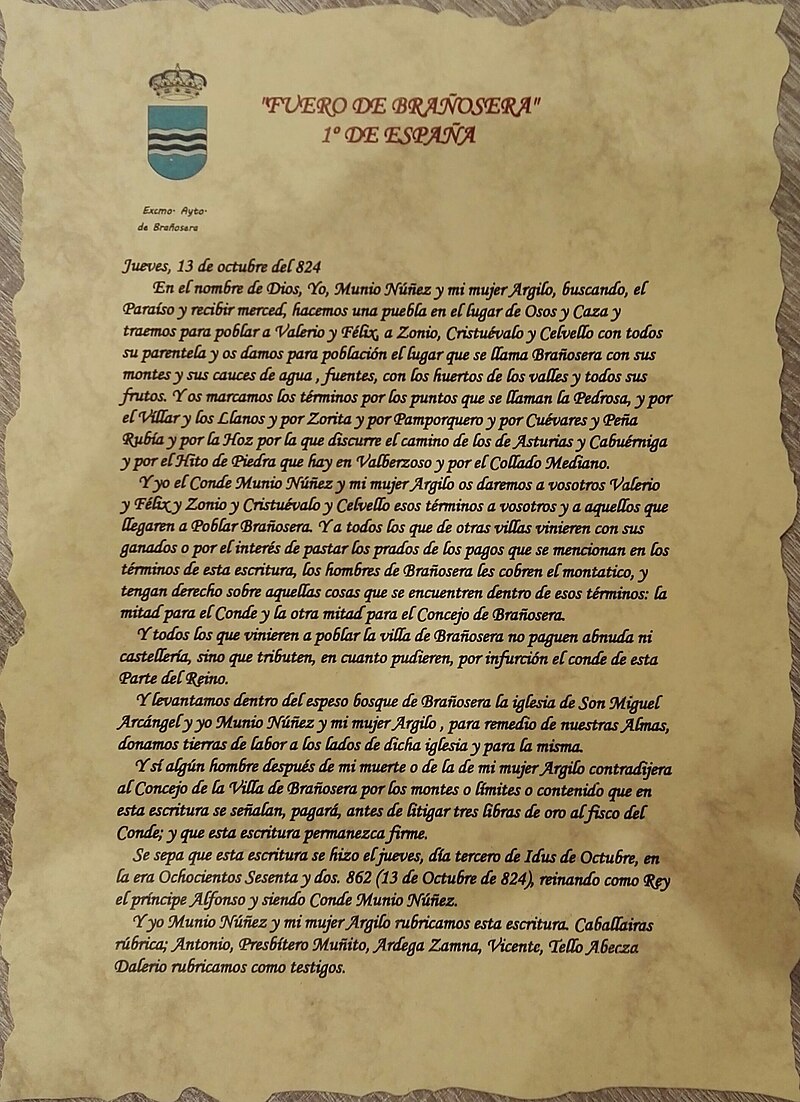 "FUERO DE BRAÑOSERA"
1º DE ESPAÑA
Excmo. Ayto.
de Brañosera
Jueves, 13 de octubre del 824
En el nombre de Dios, Yo, Munio Núñez y mi mujer Argilo, buscando, el
Paraíso y recibir merced, hacemos una puebla en el lugar de Osos y Caza y
traemos para poblar a Valerio y Félix, a Zonio, Cristuévalo y Celvello con todos
su parentela y os damos para población el lugar que se llama Brañosera con sus
montes y sus cauces de agua , fuentes, con los huertos de los valles y todos sus
frutos. Y os marcamos los términos por los puntos que se llaman la Pedrosa, y por
el Villar y los Llanos y por Zorita y por Pamporquero y por Cuévares y Peña
Rubía y por la Hoz por la que discurre el camino de los de Asturias y Cabuérniga
y por el Hito de Piedra que hay en Valberzoso y por el Collado Mediano.
Y yo el Conde Munio Núñez y mi mujer Argilo os daremos a vosotros Valerio
y Félix y Zonio y Cristuévalo y Celvello esos términos a vosotros y a aquellos que
llegaren a Poblar Brañosera. Y a todos los que de otras villas vinieren con sus
ganados o por el interés de pastar los prados de los pagos que se mencionan en los
términos de esta escritura, los hombres de Brañosera les cobren el montatico, y
tengan derecho sobre aquellas cosas que se encuentren dentro de esos términos: la
mitad para el Conde y la otra mitad para el Concejo de Brañosera.
Y todos los que vinieren a poblar la villa de Brañosera no paguen abnuda ni
castellería, sino que tributen, en cuanto pudieren, por infurción el conde de esta
Parte del Reino.
Y levantamos dentro del espeso bosque de Brañosera la iglesia de Son Miguel
Arcángel y yo Munio Núñez y mi mujer Argilo , para remedio de nuestras Almas,
donamos tierras de labor a los lados de dicha iglesia y para la misma.
Y sí algún hombre después de mi muerte o de la de mi mujer Argilo contradijera
al Concejo de la Villa de Brañosera por los montes o límites o contenido que en
esta escritura se señalan, pagará, antes de litigar tres libras de oro al fisco del
Conde; y que esta escritura permanezca firme.
Se sepa que esta escritura se hizo el jueves, día tercero de Idus de Octubre, en
la era Ochocientos Sesenta y dos. 862 (13 de Octubre de 824), reinando como Rey
el príncipe Alfonso y siendo Conde Munio Núñez.
Y yo Munio Núñez y mi mujer Argilo rubricamos esta escritura. Caballairas
rúbrica; Antonio, Presbítero Muñito, Ardega Zamna, Vicente, Tello Abecza
Dalerio rubricamos como testigos.